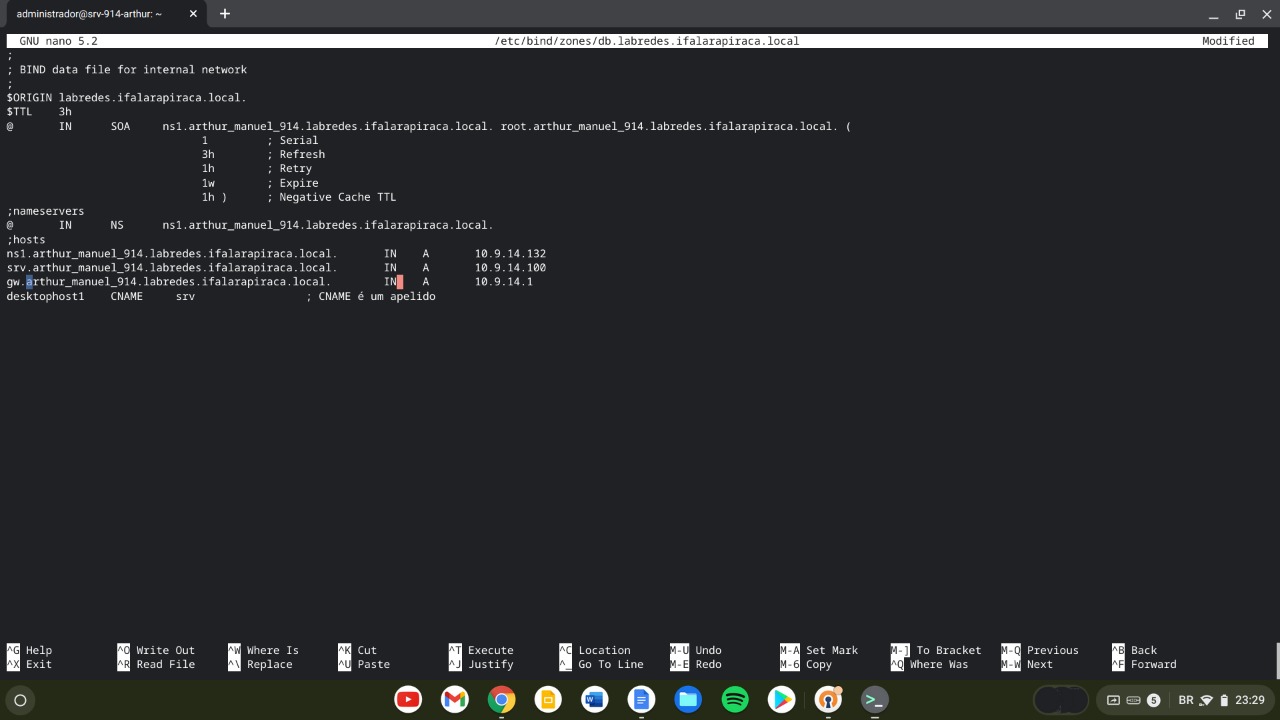 administrador@srv-914-arthur: ~
GNU nano 5.2 /etc/bind/zones/db.labredes.ifalarapiraca.local Modified
;
; BIND data file for internal network
;
$ORIGIN labredes.ifalarapiraca.local.
$TTL 3h
@ IN SOA ns1.arthur_manuel_914.labredes.ifalarapiraca.local. root.arthur_manuel_914.labredes.ifalarapiraca.local. (
1 ; Serial
3h ; Refresh
1h ; Retry
1w ; Expire
1h ) ; Negative Cache TTL
;nameservers
@ IN NS ns1.arthur_manuel_914.labredes.ifalarapiraca.local.
;hosts
ns1.arthur_manuel_914.labredes.ifalarapiraca.local. IN A 10.9.14.132
srv.arthur_manuel_914.labredes.ifalarapiraca.local. IN A 10.9.14.100
gw.arthur_manuel_914.labredes.ifalarapiraca.local. IN A 10.9.14.1
desktophost1 CNAME srv ; CNAME é um apelido
^G Help ^O Write Out ^W Where Is ^K Cut ^T Execute ^C Location M-U Undo M-A Set Mark M-] To Bracket M-Q Previous ^B Back
^X Exit ^R Read File ^\ Replace ^U Paste ^J Justify ^_ Go To Line M-E Redo M-6 Copy ^Q Where Was M-W Next ^F Forward
5 BR 23:29